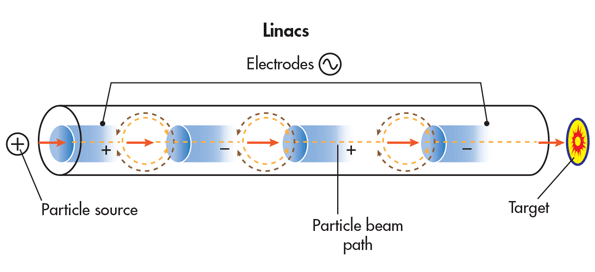 Linacs
Electrodes
+
+
−
+
−
Particle source
Particle beam
path
Target